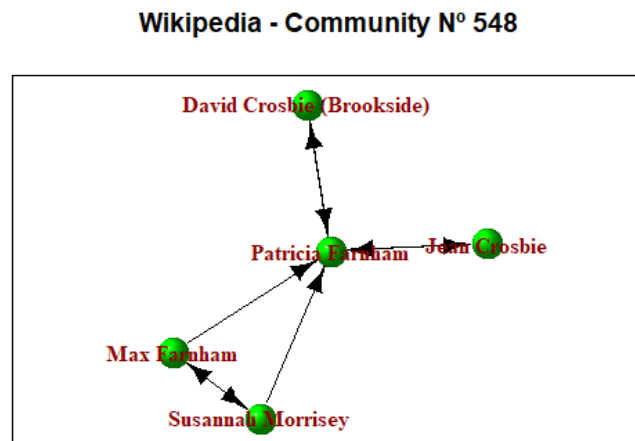 Wikipedia - Community Nº 548
David Crosbie (Brookside)
Patricia Farnham
Jean Crosbie
Max Farnham
Susannah Morrisey